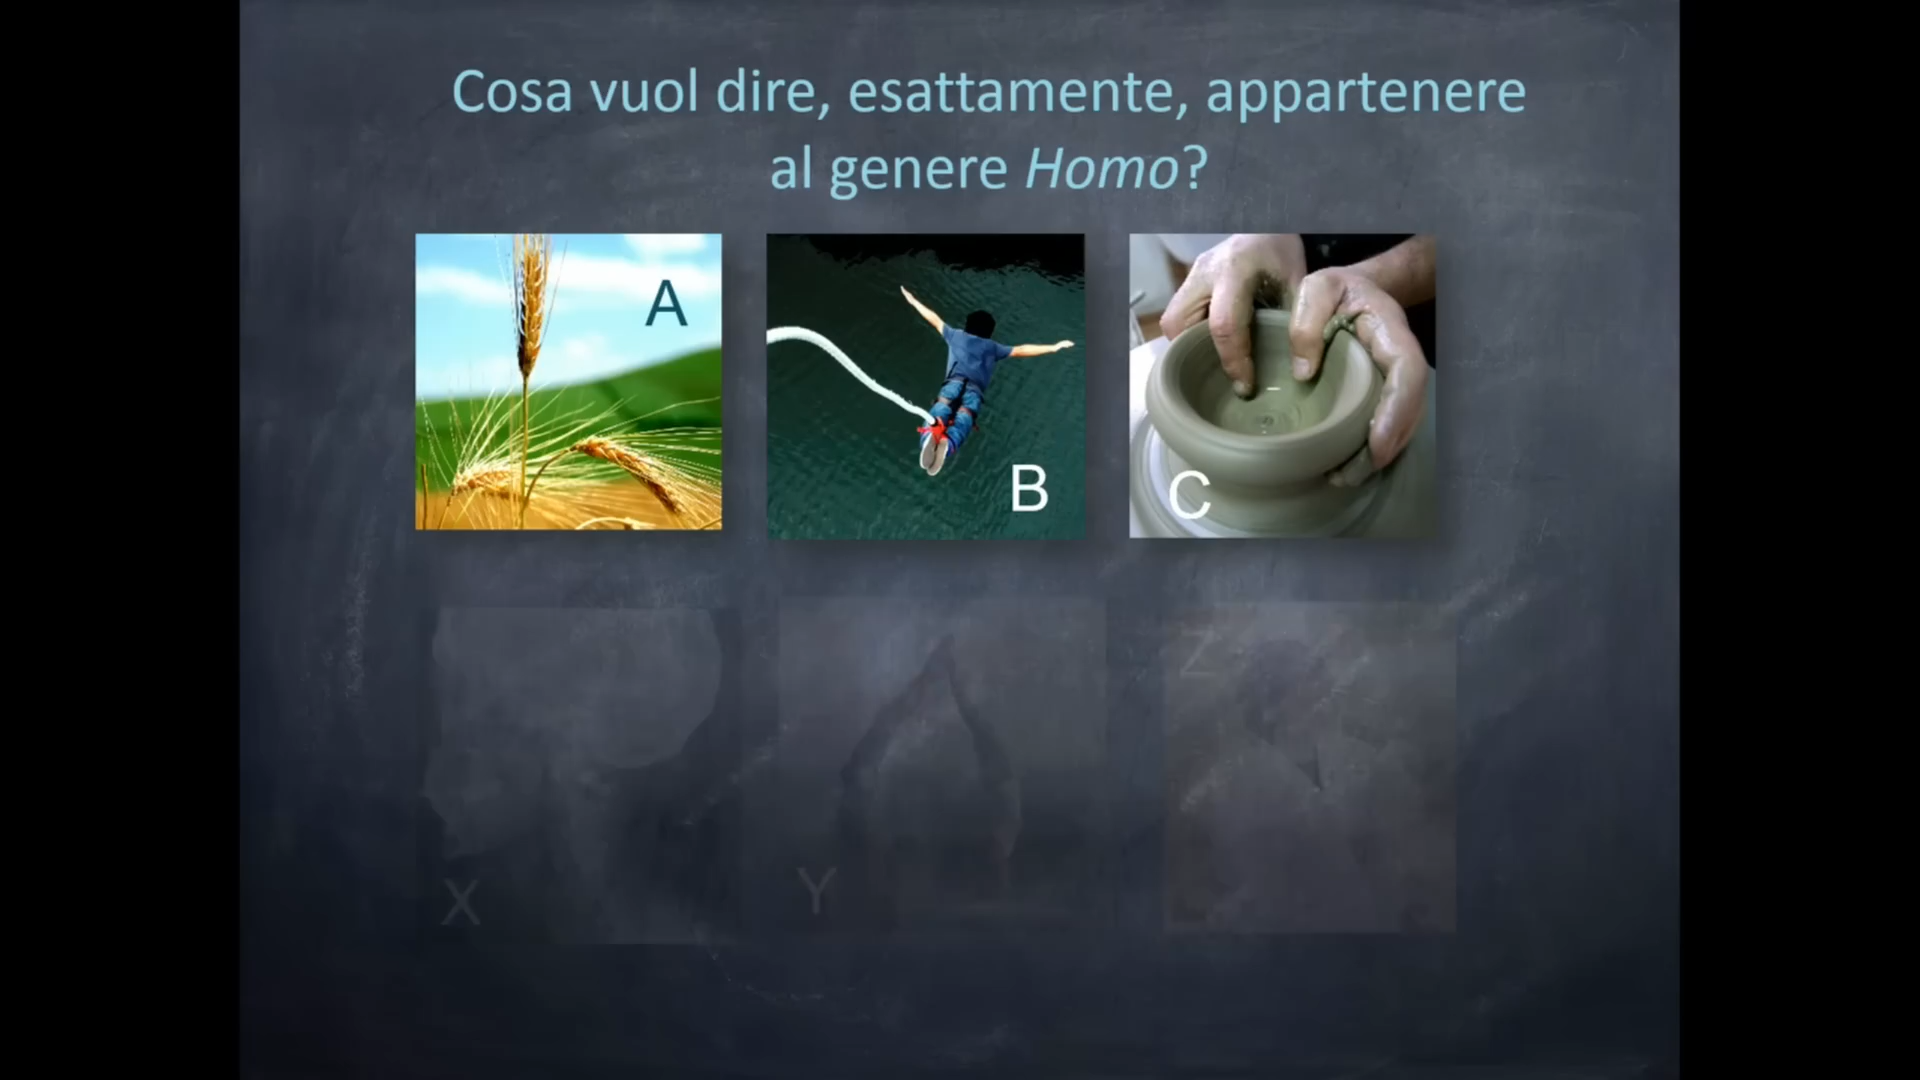 Cosa vuol dire, esattamente, appartenere
al genere Homo?
A
B
C
X
Y
Z